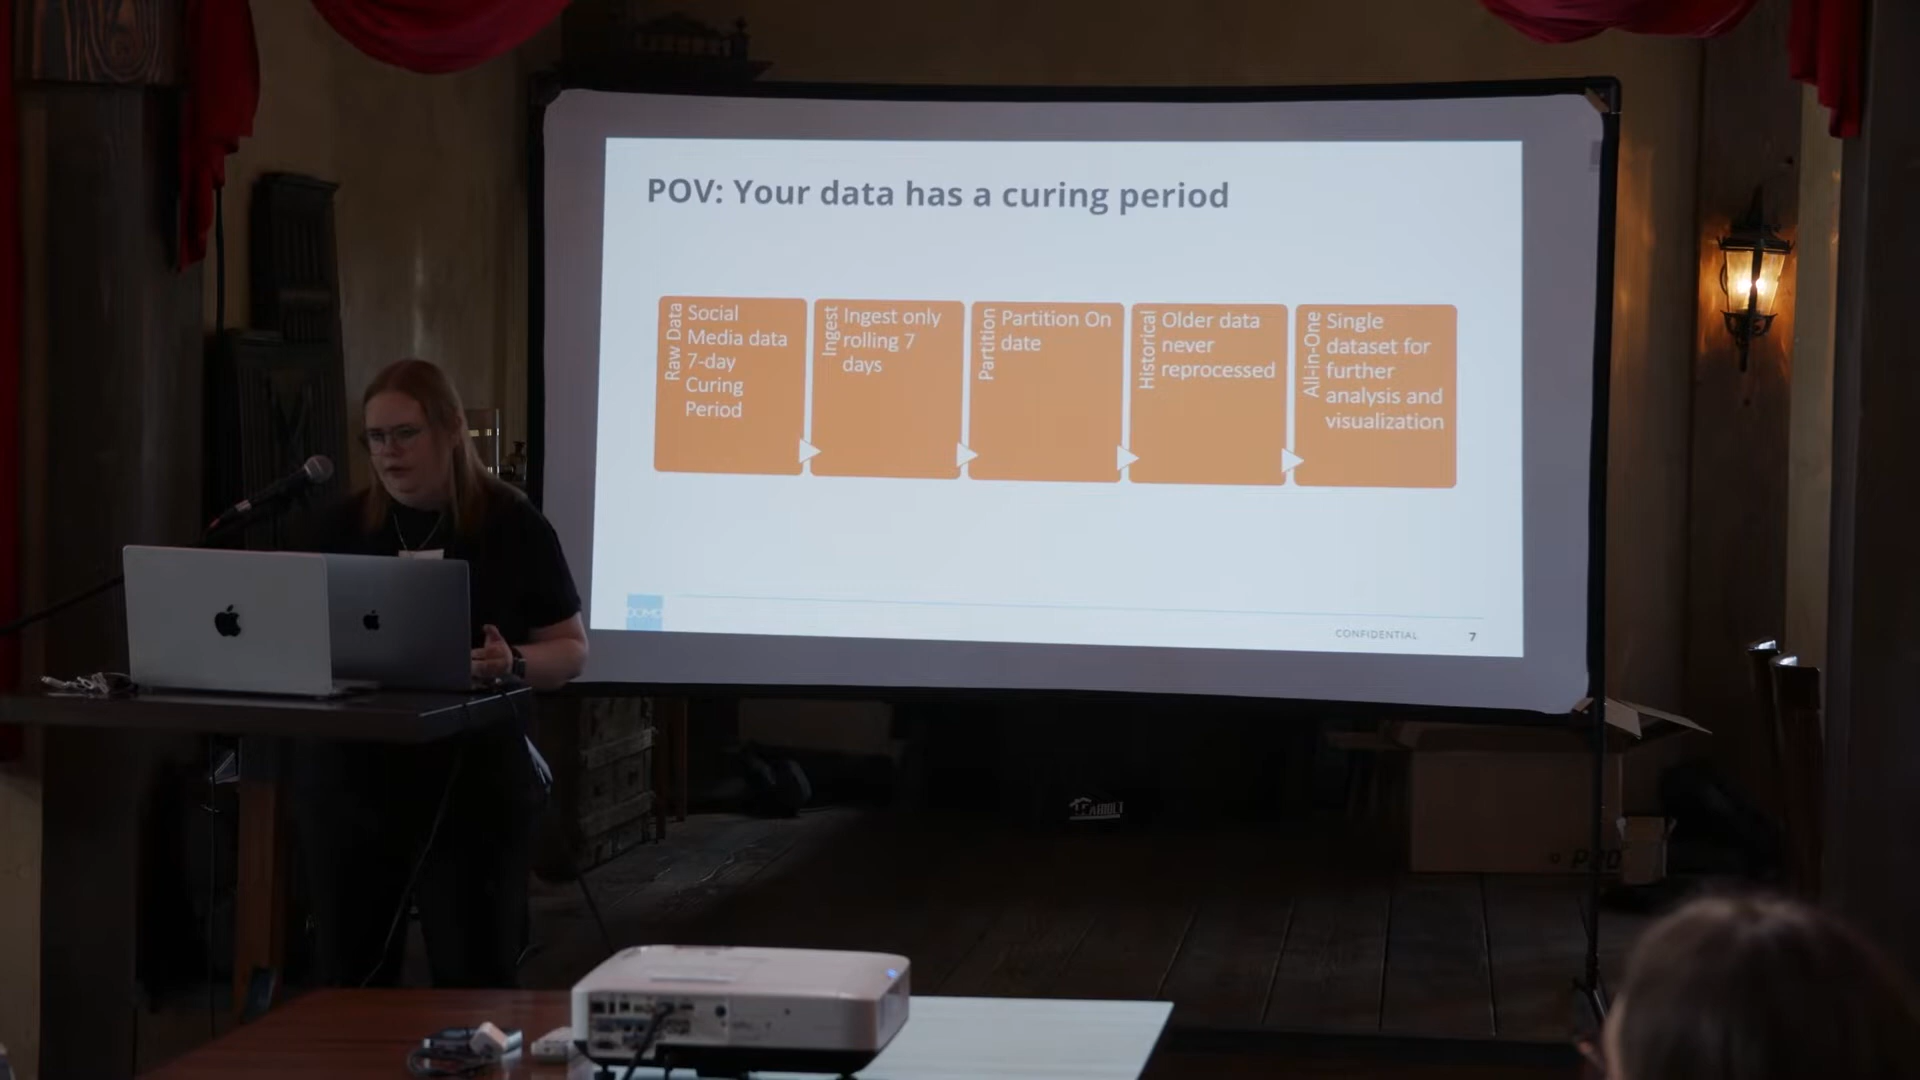 POV: Your data has a curing period
Raw Data
Social
Media data
7-day
Curing
Period
Ingest
Ingest only
rolling 7
days
Partition
Partition On
date
Historical
Older data
never
reprocessed
All-in-One
Single
dataset for
further
analysis and
visualization
DOMO
CONFIDENTIAL
7